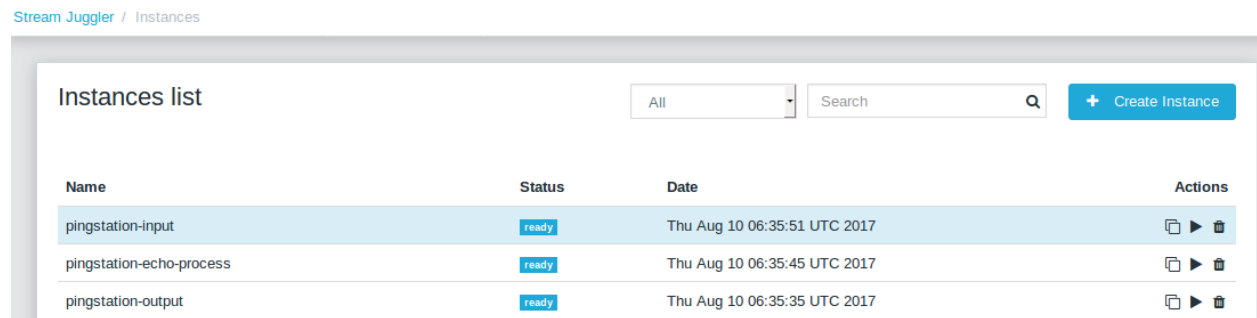 Stream Juggler / Instances
Instances list
All
Search
+ Create Instance
Name Status Date Actions
pingstation-input ready Thu Aug 10 06:35:51 UTC 2017
pingstation-echo-process ready Thu Aug 10 06:35:45 UTC 2017
pingstation-output ready Thu Aug 10 06:35:35 UTC 2017